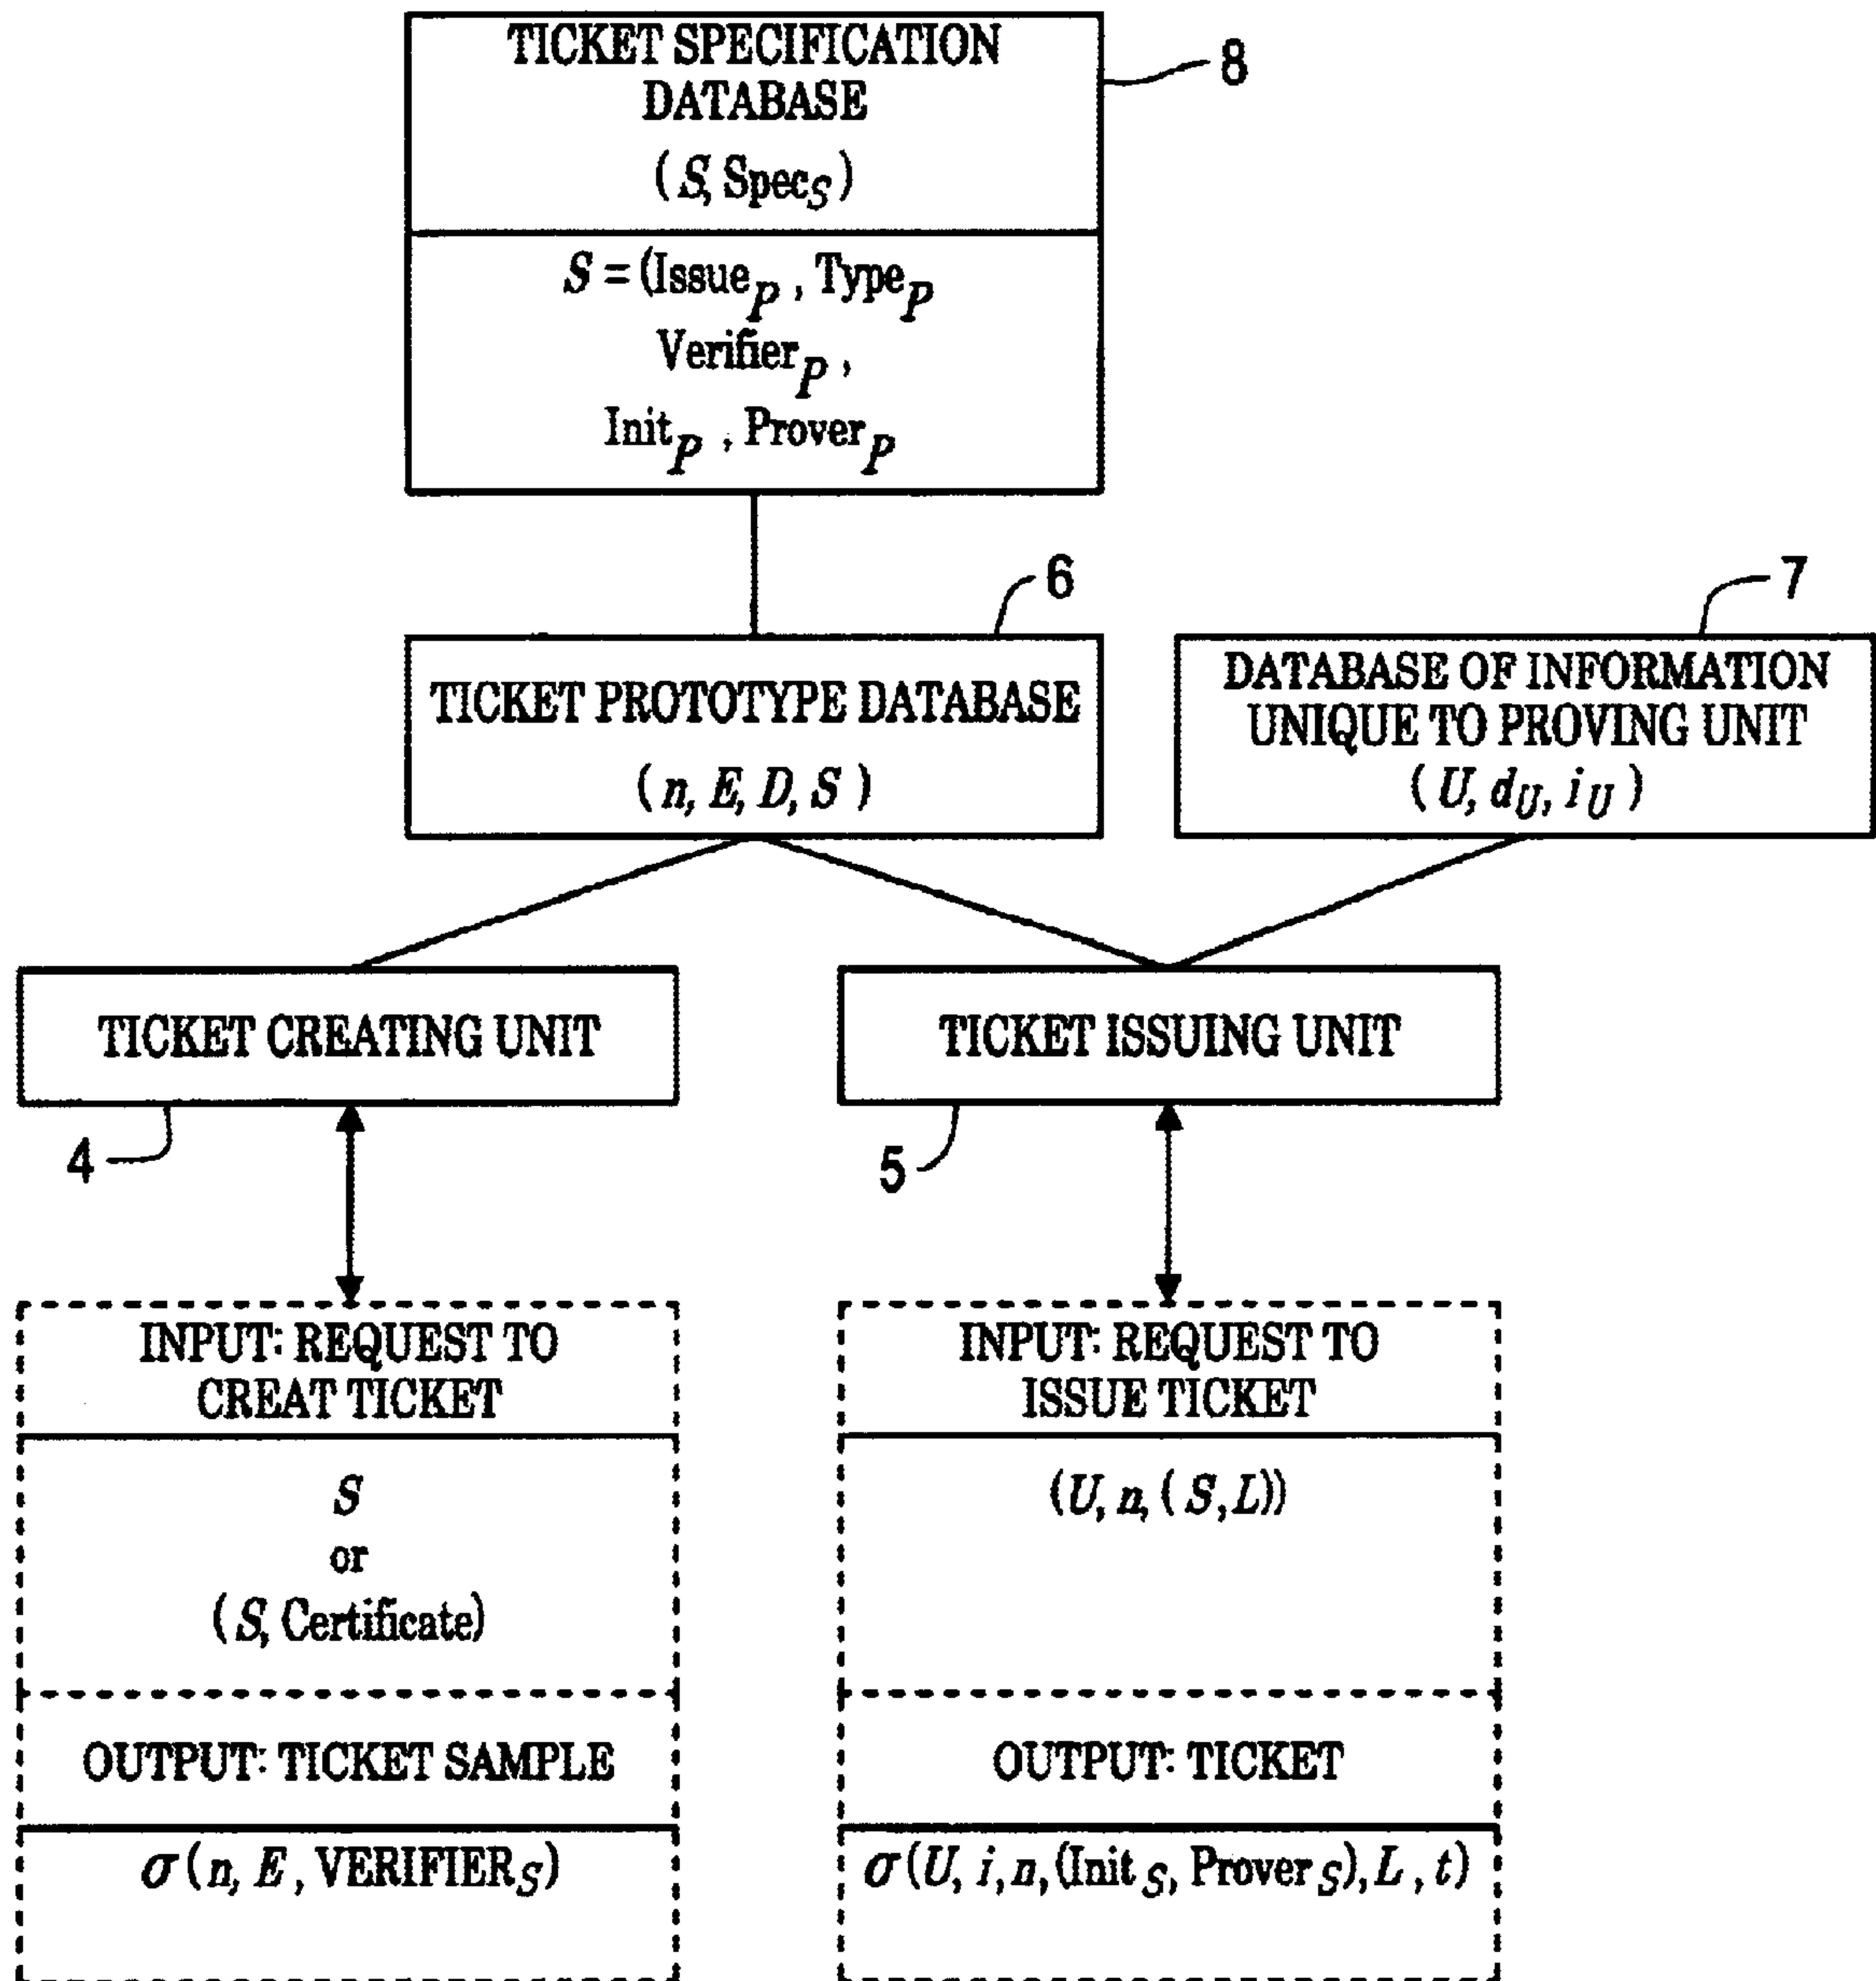 TICKET SPECIFICATION
DATABASE
(S, Spec_S)
8
S = (Issue_P , Type_P
Verifier_P ,
Init_P , Prover_P
6
7
TICKET PROTOTYPE DATABASE
(n, E, D, S)
DATABASE OF INFORMATION
UNIQUE TO PROVING UNIT
(U, d_U, i_U)
TICKET CREATING UNIT
TICKET ISSUING UNIT
4
5
INPUT: REQUEST TO
CREAT TICKET
S
or
(S, Certificate)
OUTPUT: TICKET SAMPLE
σ(n, E , VERIFIER_S)
INPUT: REQUEST TO
ISSUE TICKET
(U, n, (S,L))
OUTPUT: TICKET
σ(U, i, n, (Init_S, Prover_S), L , t)